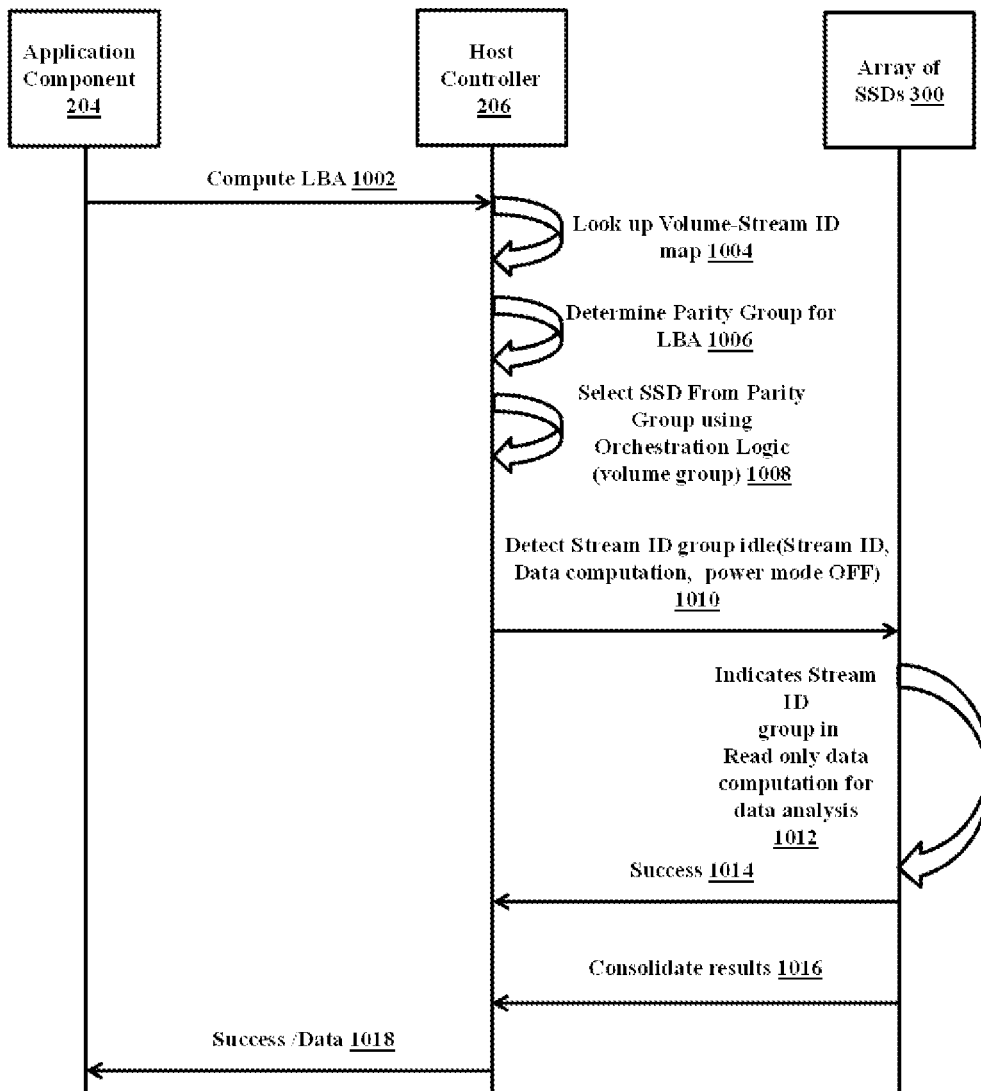 Application
Component
204
Host
Controller
206
Array of
SSDs 300
Compute LBA 1002
Look up Volume-Stream ID
map 1004
Determine Parity Group for
LBA 1006
Select SSD From Parity
Group using
Orchestration Logic
(volume group) 1008
Detect Stream ID group idle(Stream ID,
Data computation, power mode OFF)
1010
Indicates Stream
ID
group in
Read only data
computation for
data analysis
1012
Success 1014
Consolidate results 1016
Success /Data 1018